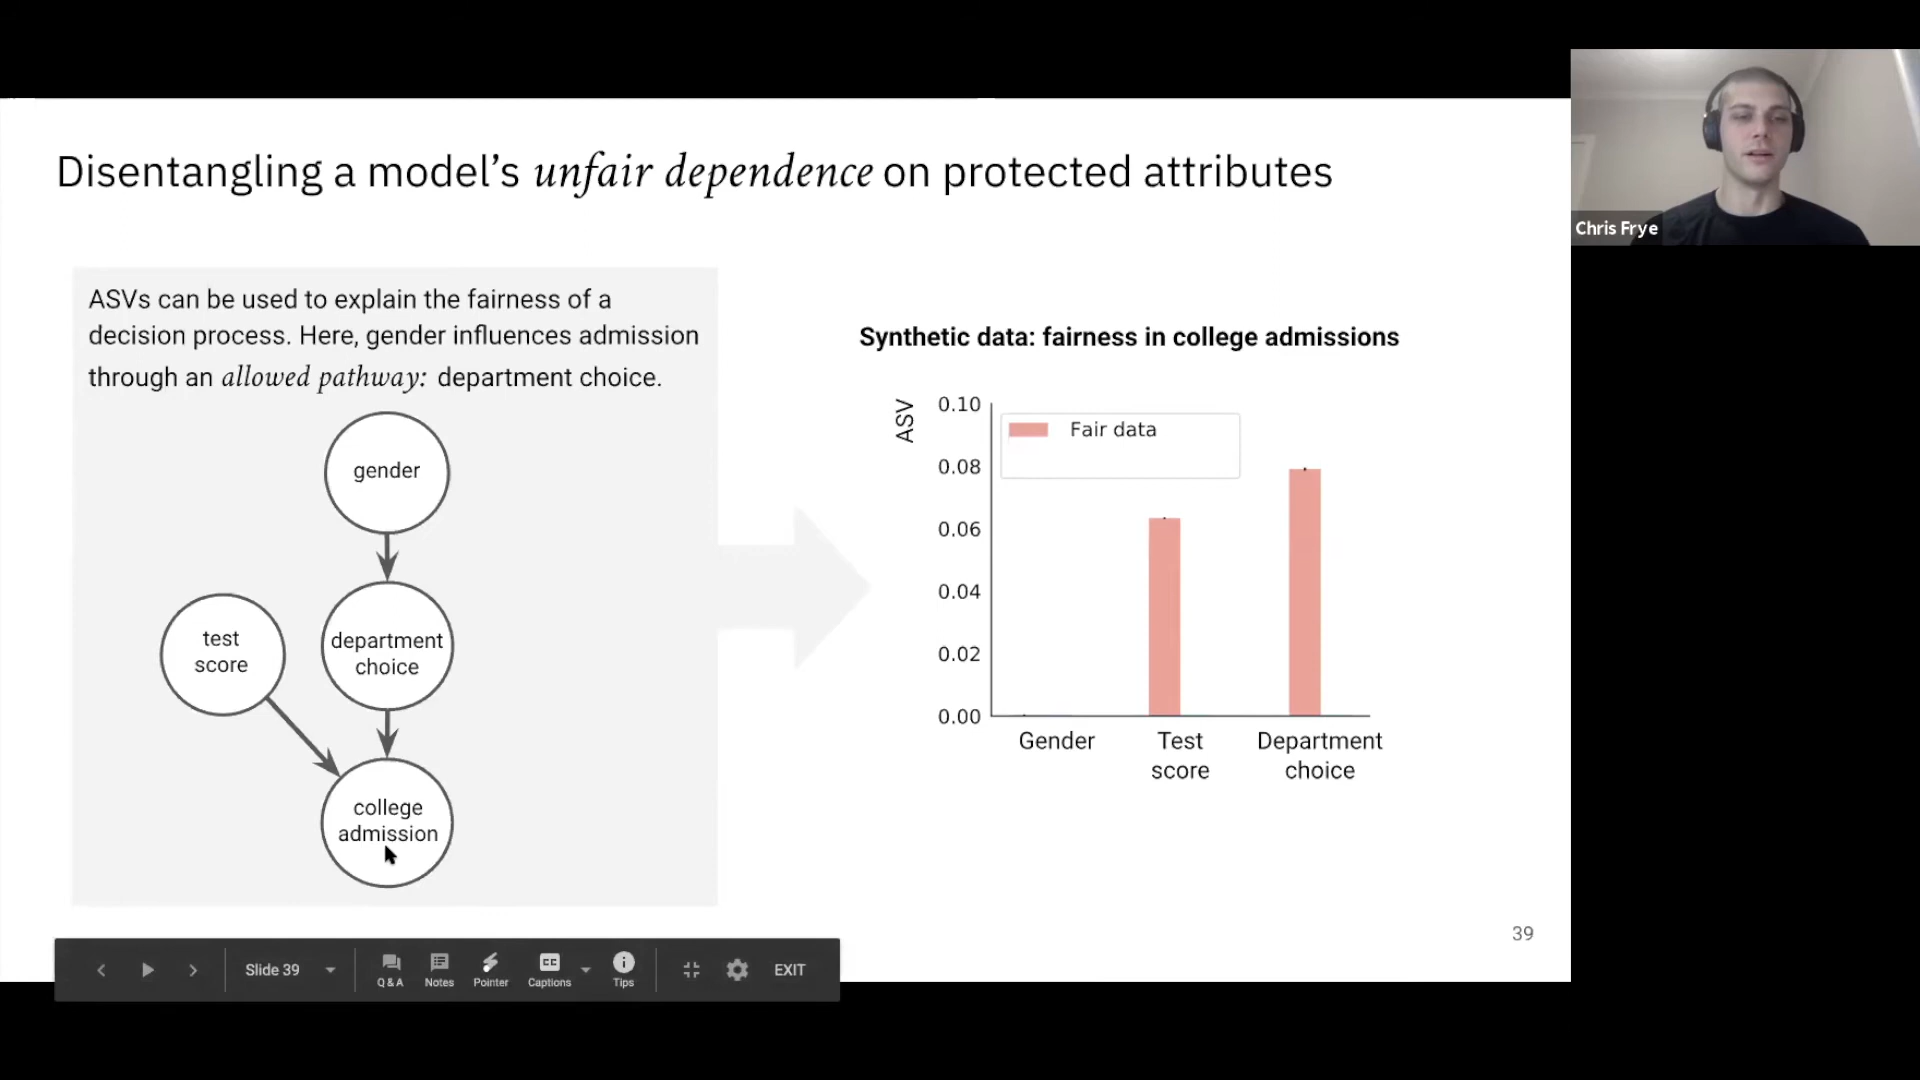 Disentangling a model's unfair dependence on protected attributes
Chris Frye
ASVs can be used to explain the fairness of a
decision process. Here, gender influences admission
through an allowed pathway: department choice.
gender
test
score
department
choice
college
admission
Synthetic data: fairness in college admissions
ASV
0.10
0.08
0.06
0.04
0.02
0.00
Fair data
Gender
Test
score
Department
choice
39
Slide 39
Q & A
Notes
Pointer
CC
Captions
Tips
EXIT